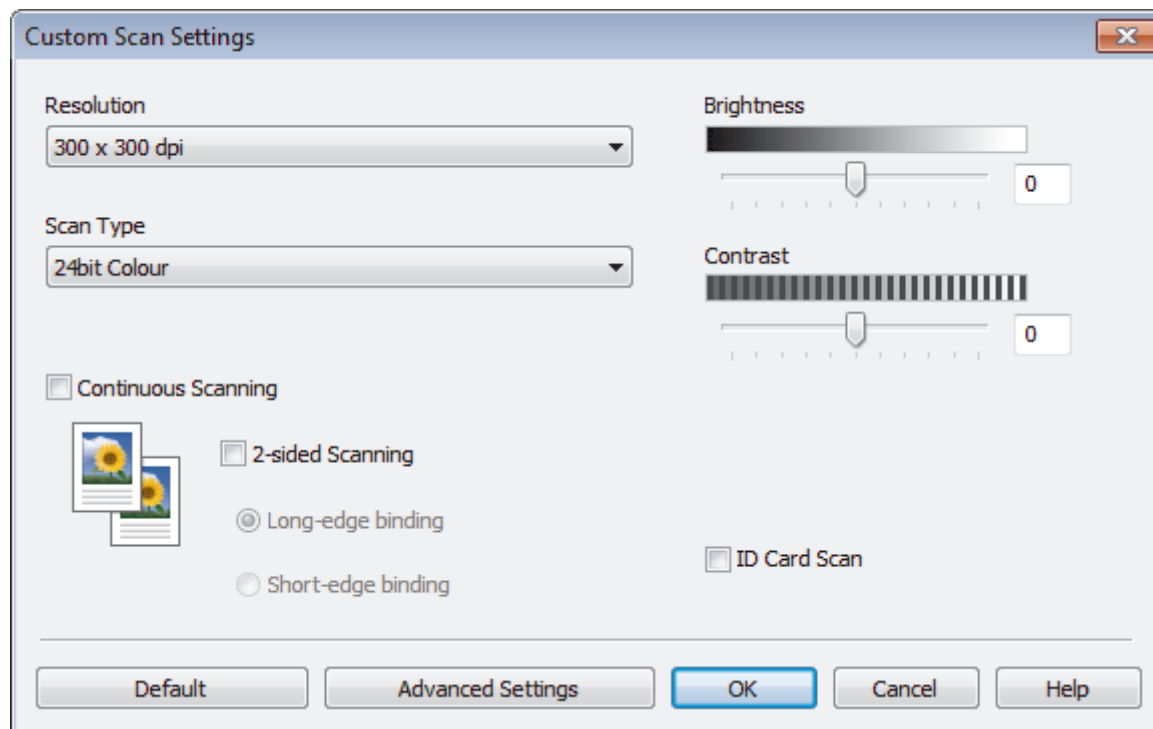 Custom Scan Settings
Resolution
300 x 300 dpi
Scan Type
24bit Colour
Brightness
0
Contrast
0
Continuous Scanning
2-sided Scanning
Long-edge binding
Short-edge binding
ID Card Scan
Default
Advanced Settings
OK
Cancel
Help